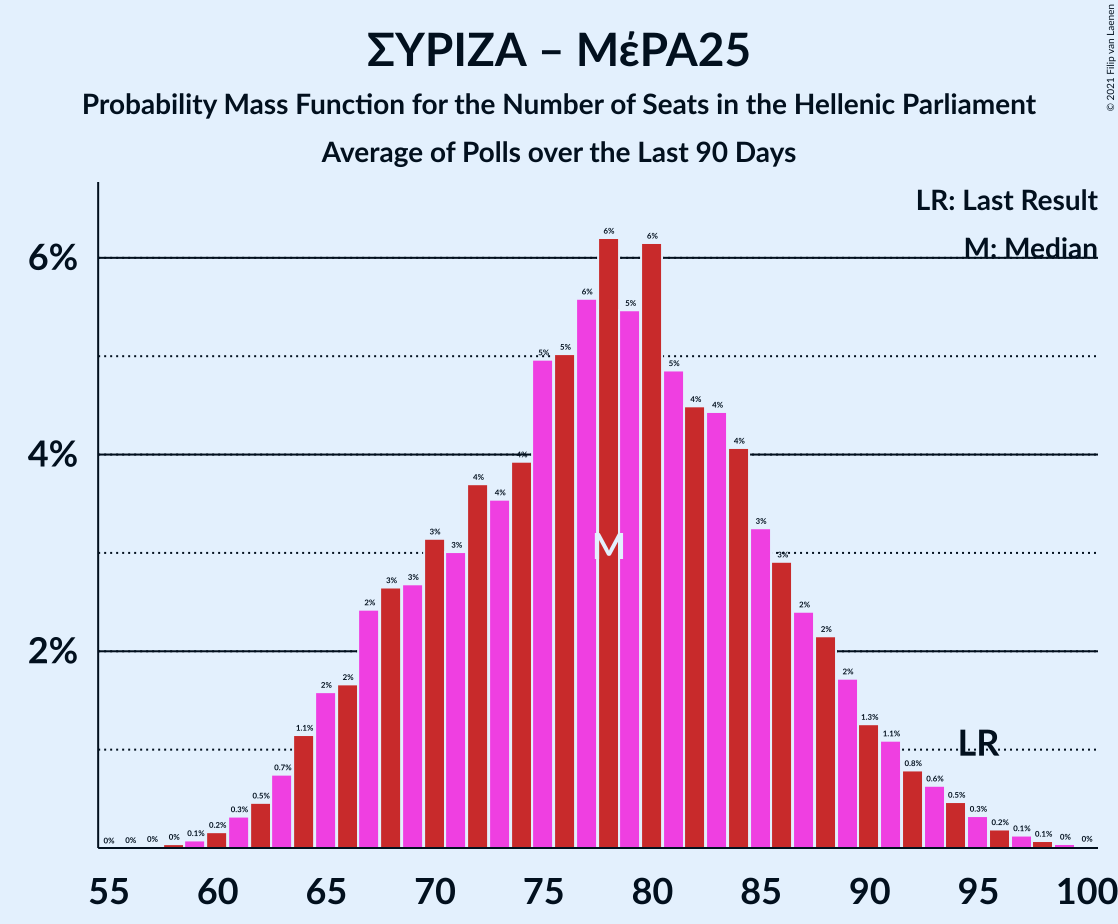 ΣΥΡΙΖΑ – ΜέΡΑ25
Probability Mass Function for the Number of Seats in the Hellenic Parliament
Average of Polls over the Last 90 Days
© 2021 Filip van Laenen
LR: Last Result
M: Median
6%
4%
2%
0% 0% 0% 0% 0.1% 0.2% 0.3% 0.5% 0.7% 1.1% 2% 2% 2% 3% 3% 3% 3% 4% 4% 4% 5% 5% 6% 6% 5% 6% 5% 4% 4% 4% 3% 3% 2% 2% 2% 1.3% 1.1% 0.8% 0.6% 0.5% 0.3% 0.2% 0.1% 0.1% 0% 0%
M
LR
55 60 65 70 75 80 85 90 95 100